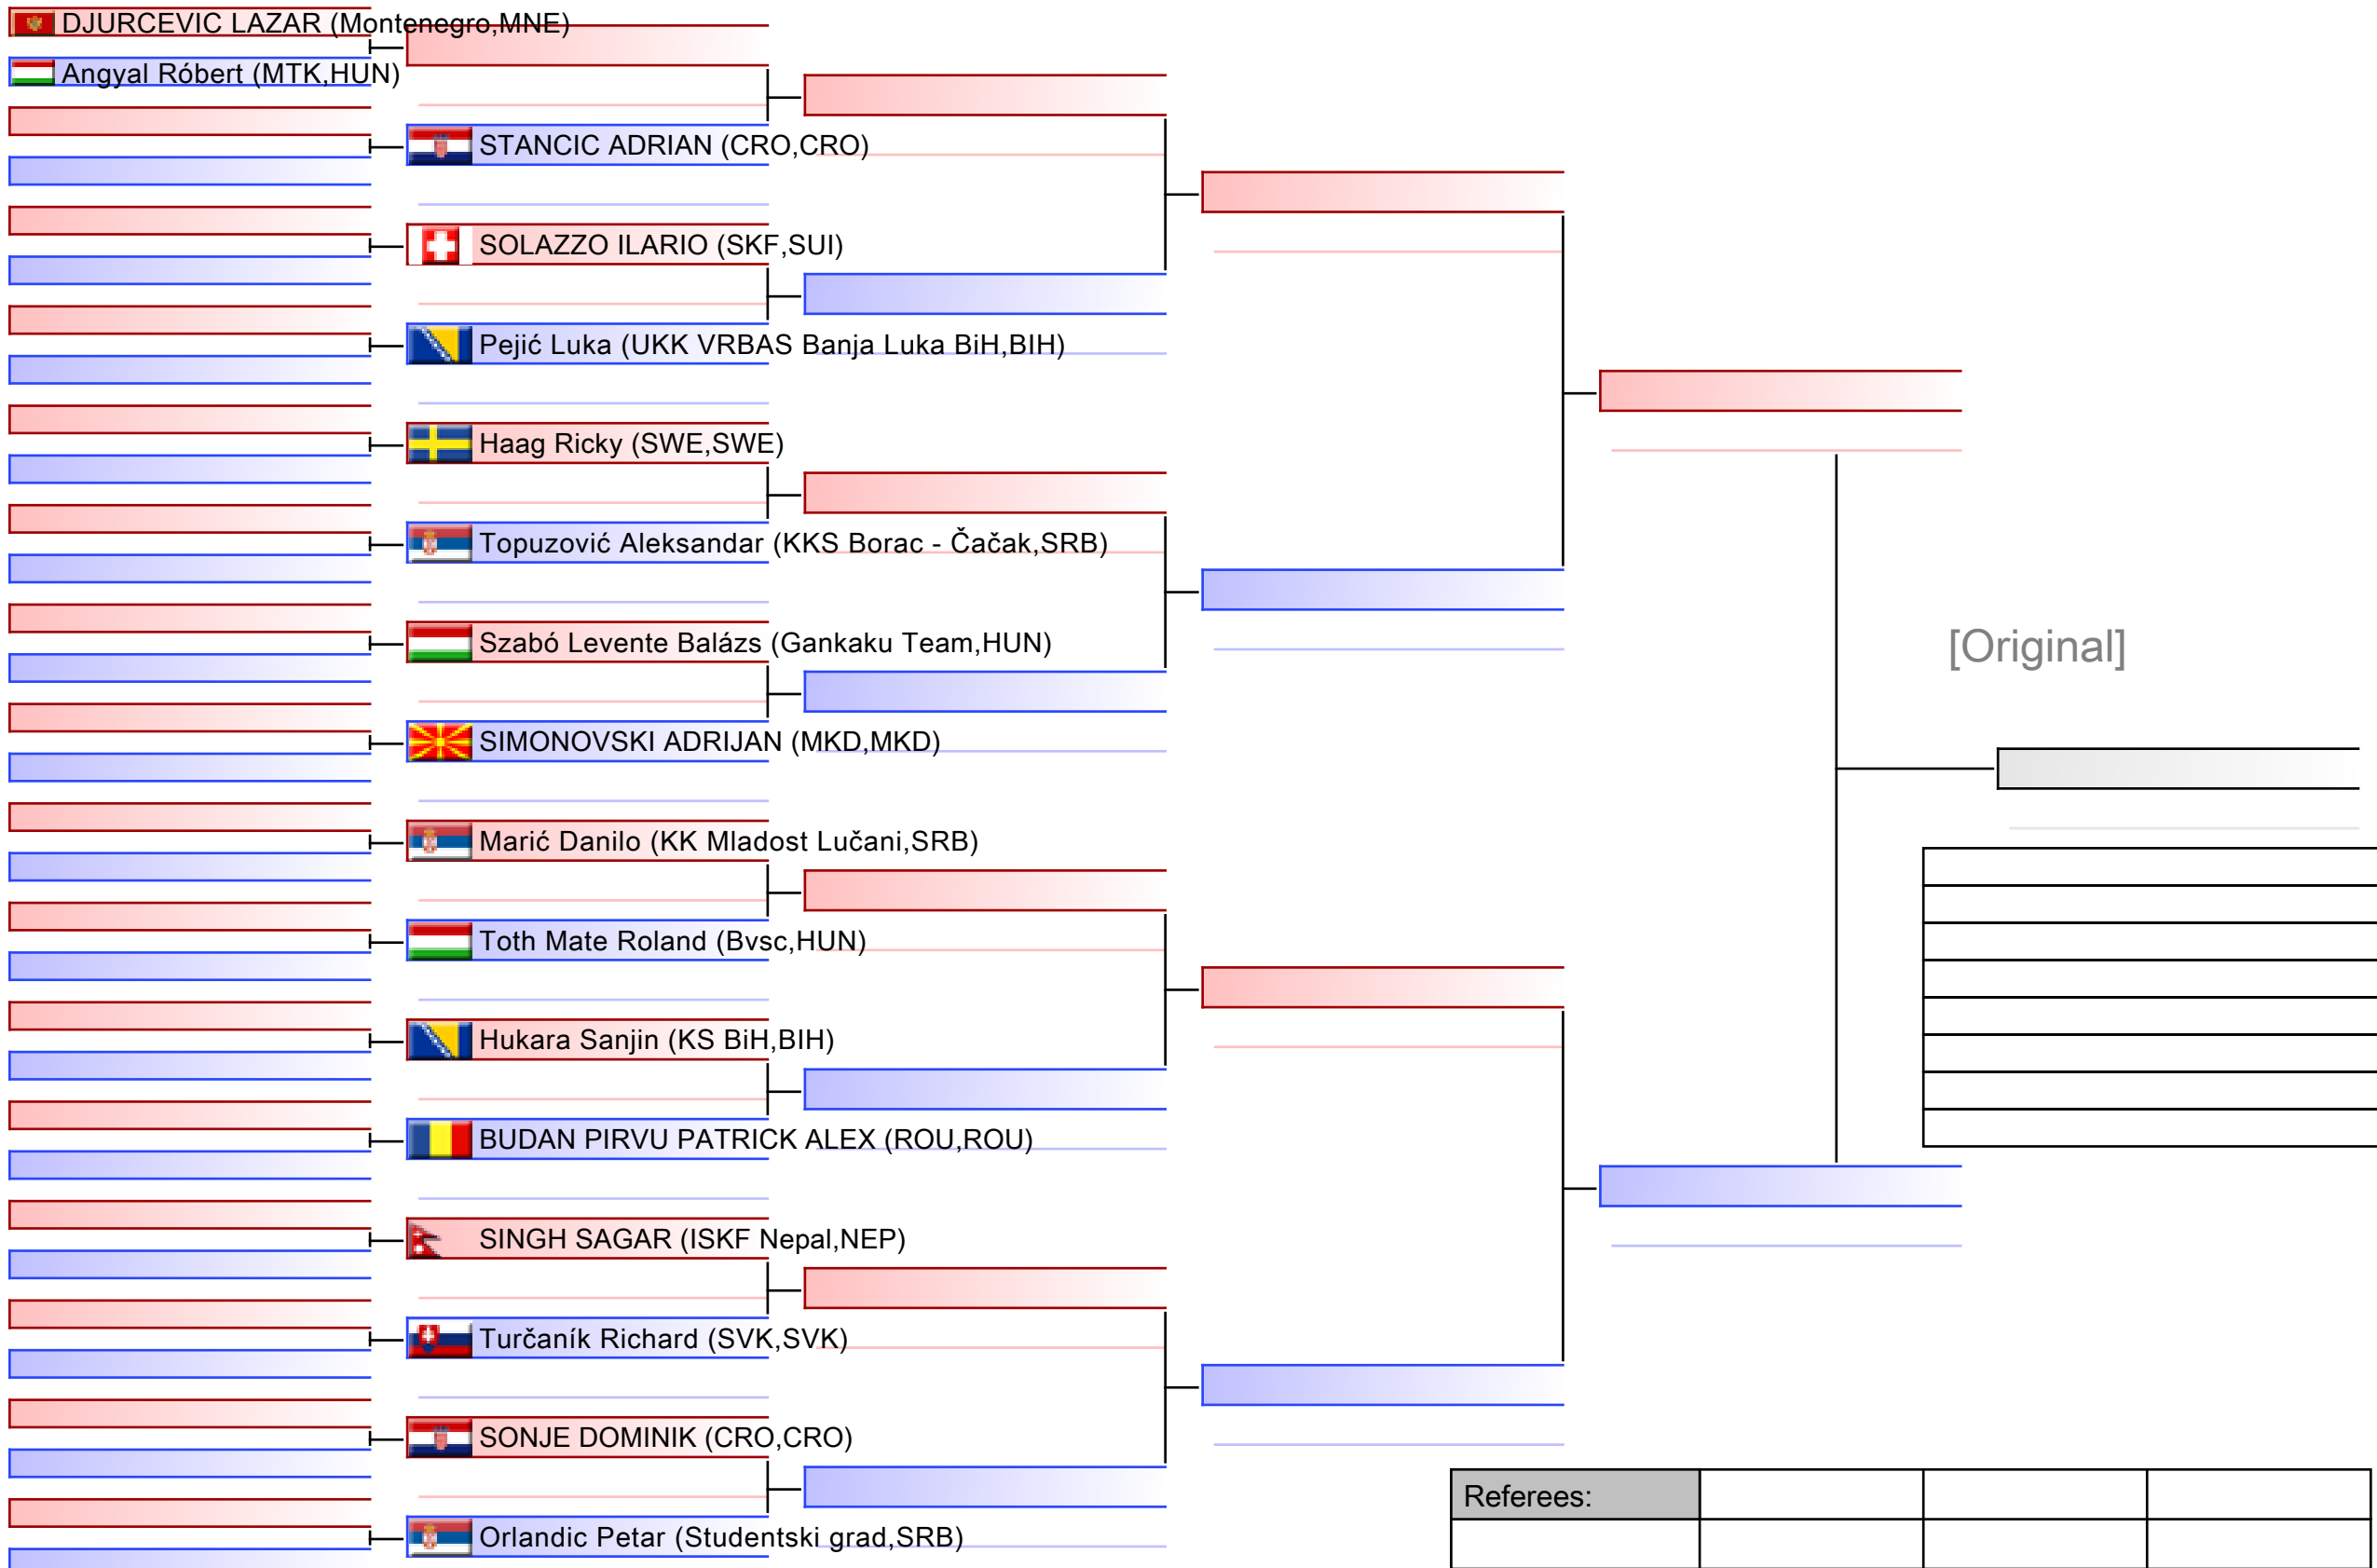 DJURCEVIC LAZAR (Montenegro,MNE)
Angyal Róbert (MTK,HUN)
STANCIC ADRIAN (CRO,CRO)
SOLAZZO ILARIO (SKF,SUI)
Pejić Luka (UKK VRBAS Banja Luka BiH,BIH)
Haag Ricky (SWE,SWE)
Topuzović Aleksandar (KKS Borac - Čačak,SRB)
Szabó Levente Balázs (Gankaku Team,HUN)
[Original]
SIMONOVSKI ADRIJAN (MKD,MKD)
Marić Danilo (KK Mladost Lučani,SRB)
Toth Mate Roland (Bvsc,HUN)
Hukara Sanjin (KS BiH,BIH)
BUDAN PIRVU PATRICK ALEX (ROU,ROU)
SINGH SAGAR (ISKF Nepal,NEP)
Turčaník Richard (SVK,SVK)
SONJE DOMINIK (CRO,CRO)
Referees:
Orlandic Petar (Studentski grad,SRB)